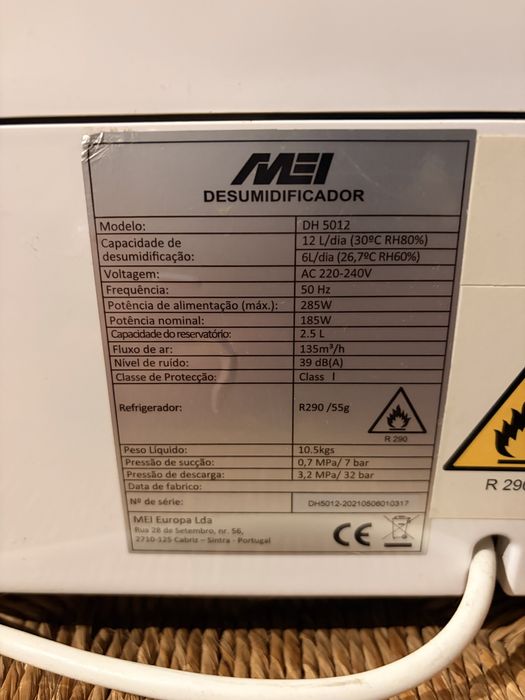 MEI
DESUMIDIFICADOR
Modelo: DH 5012
Capacidade de desumidificação: 12 L/dia (30ºC RH80%)
6L/dia (26,7ºC RH60%)
Voltagem: AC 220-240V
Frequência: 50 Hz
Potência de alimentação (máx.): 285W
Potência nominal: 185W
Capacidade do reservatório: 2.5 L
Fluxo de ar: 135m³/h
Nível de ruído: 39 dB(A)
Classe de Protecção: Class I
Refrigerador: R290 /55g
R 290
Peso Líquido: 10.5kgs
Pressão de sucção: 0,7 MPa/ 7 bar
Pressão de descarga: 3,2 MPa/ 32 bar
Data de fabrico:
Nº de série: DH5012-20210506010317
MEI Europa Lda
Rua 28 de Setembro, nr. 56,
2710-125 Cabriz – Sintra - Portugal
CE
R 290